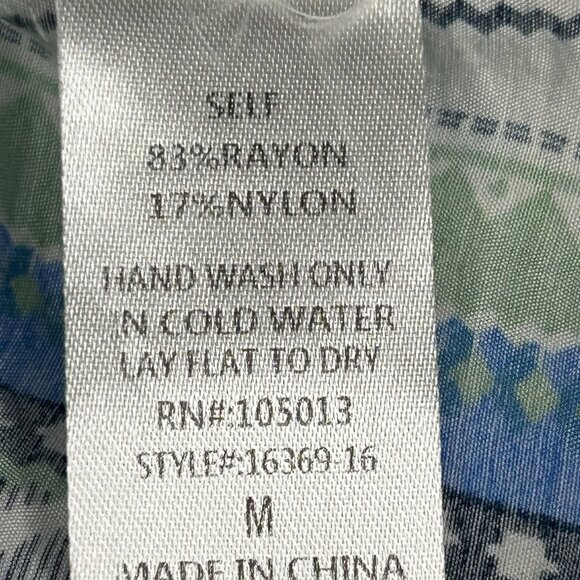 SELF
83%RAYON
17%NYLON
HAND WASH ONLY
IN COLD WATER
LAY FLAT TO DRY
RN#:105013
STYLE#:16369-16
M
MADE IN CHINA